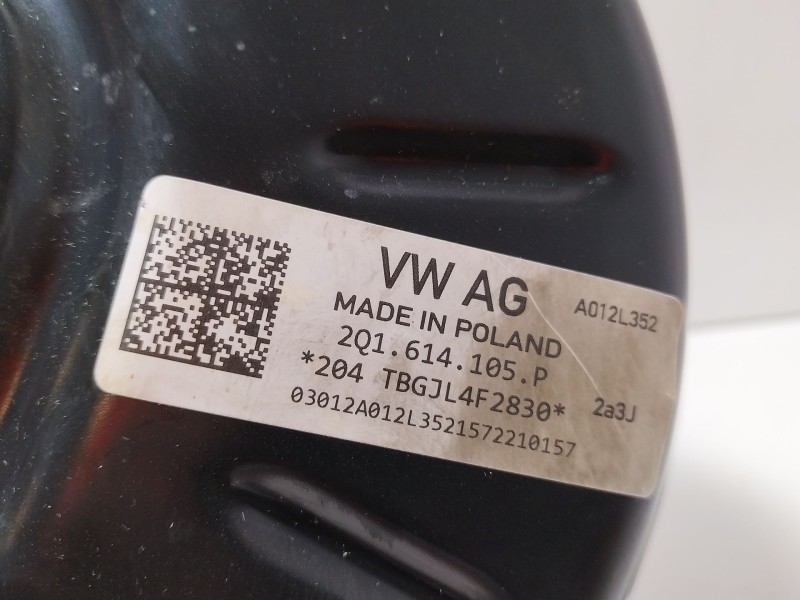 VW AG
A012L352
MADE IN POLAND
2Q1.614.105.P
*204 TBGJL4F2830*
2a3J
03012A012L3521572210157